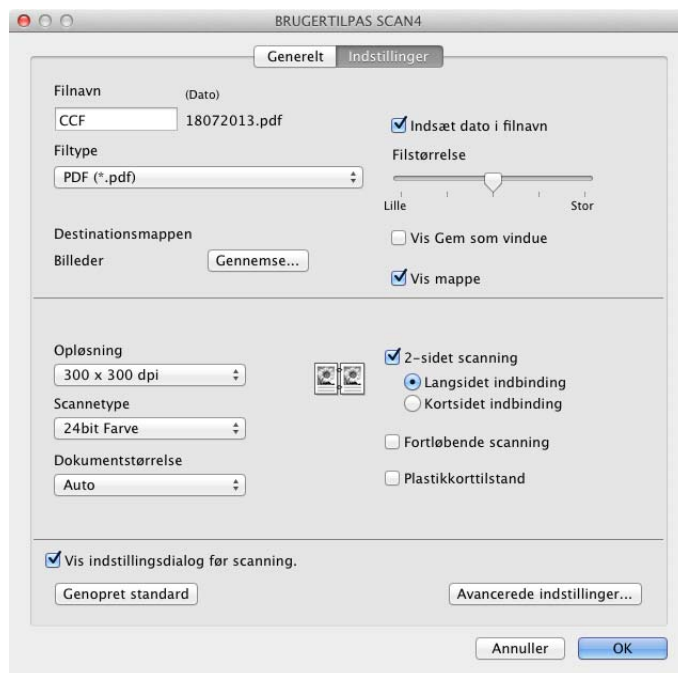 BRUGERTILPAS SCAN4
Generelt Indstillinger
Filnavn (Dato)
CCF 18072013.pdf
Indsæt dato i filnavn
Filtype
PDF (*.pdf)
Filstørrelse
Lille Stor
Destinationsmappen
Billeder Gennemse...
Vis Gem som vindue
Vis mappe
Opløsning
300 x 300 dpi
Scannetype
24bit Farve
Dokumentstørrelse
Auto
2-sidet scanning
Langsidet indbinding
Kortsidet indbinding
Fortløbende scanning
Plastikkorttilstand
Vis indstillingsdialog før scanning.
Genopret standard Avancerede indstillinger...
Annuller OK